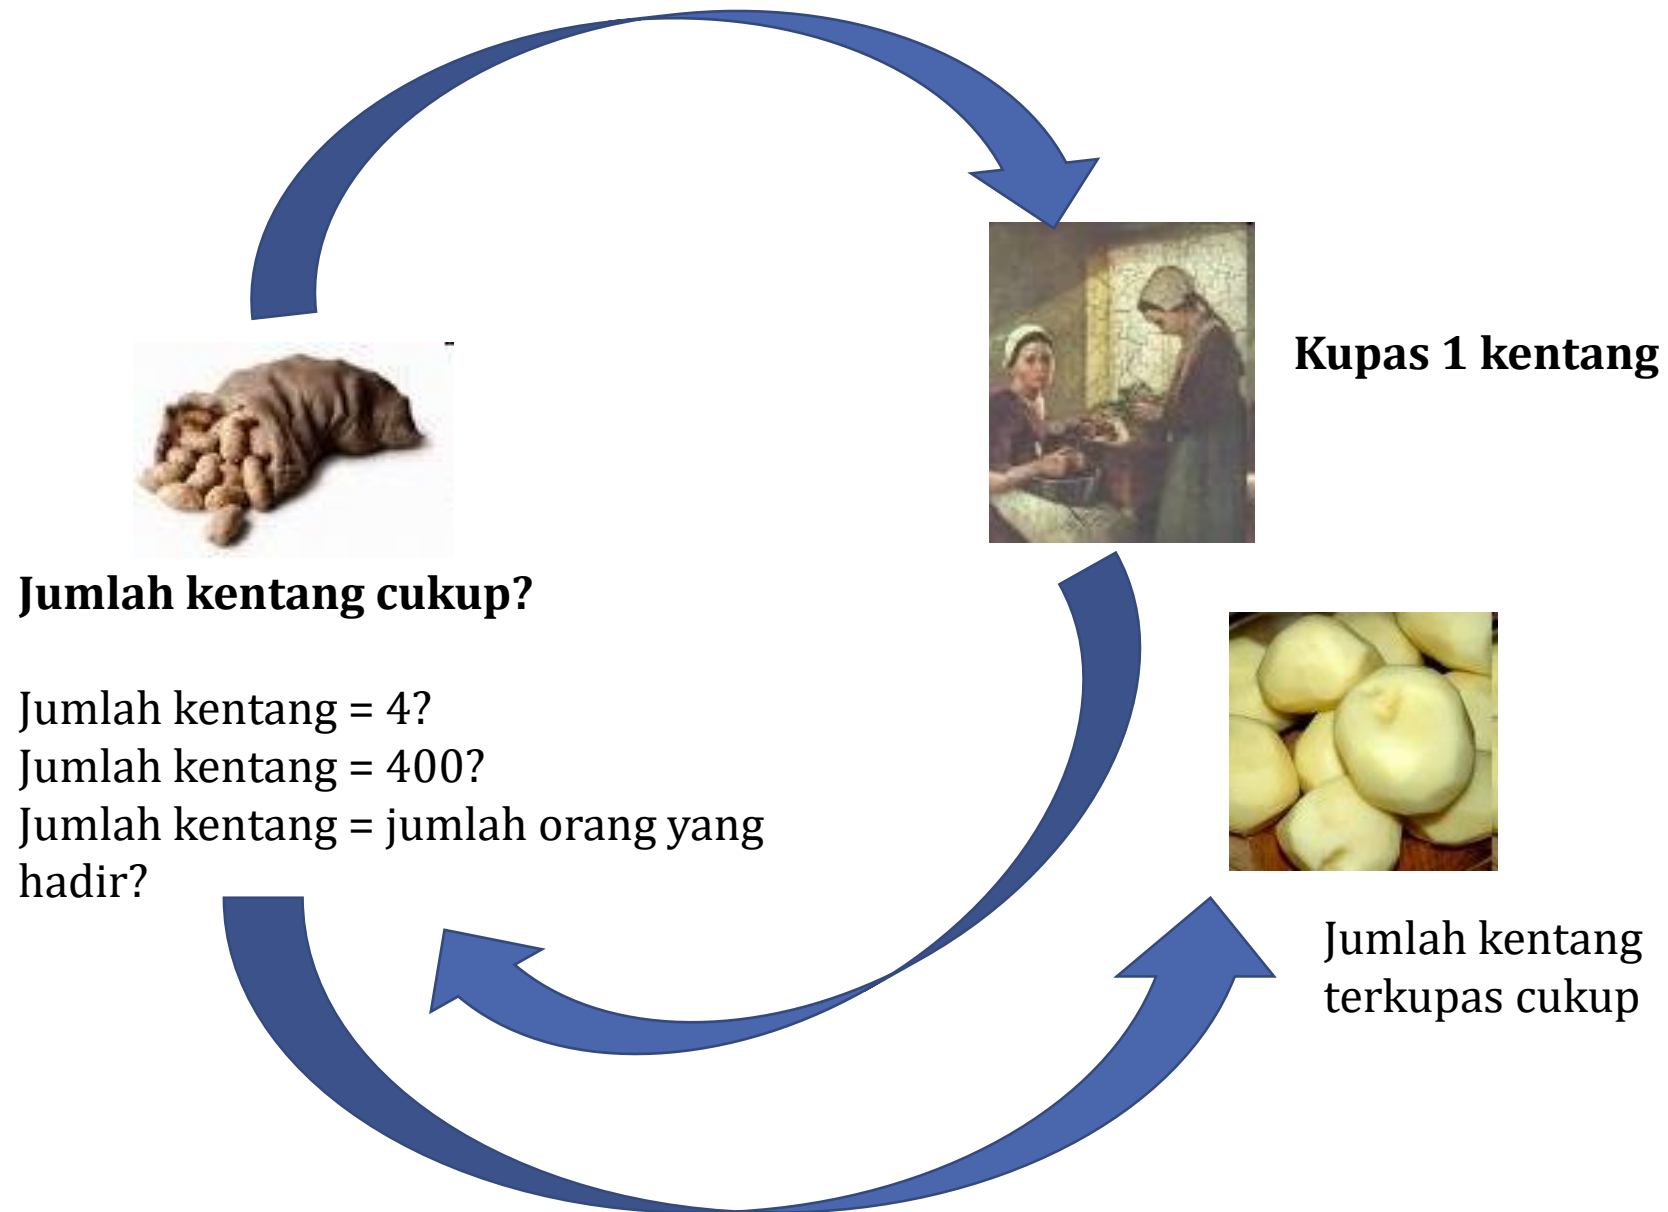 Kupas 1 kentang
Jumlah kentang cukup?
Jumlah kentang = 4?
Jumlah kentang = 400?
Jumlah kentang = jumlah orang yang
hadir?
Jumlah kentang
terkupas cukup